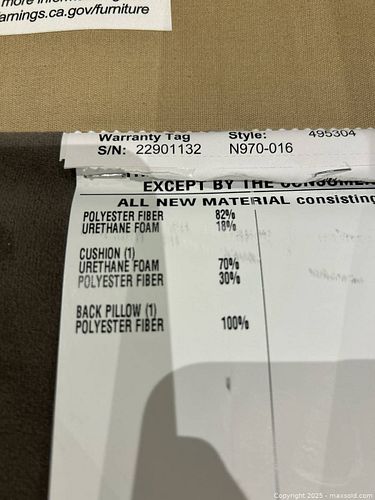 more
arnings.ca.gov/furniture
Warranty Tag Style: 495304
S/N: 22901132 N970-016
EXCEPT BY THE CONSUMER
ALL NEW MATERIAL consisting
POLYESTER FIBER 82%
URETHANE FOAM 18%
CUSHION (1)
URETHANE FOAM 70%
POLYESTER FIBER 30%
BACK PILLOW (1)
POLYESTER FIBER 100%
Copyright 2025 - maxsold.com